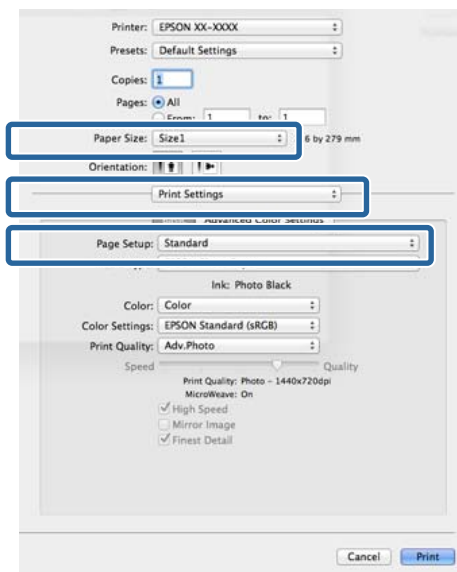 Printer: EPSON XX-XXXX
Presets: Default Settings
Copies: 1
Pages: All
From: 1 to: 1
Paper Size: Size1 6 by 279 mm
Orientation:
Print Settings
Advanced Color Settings
Page Setup: Standard
Ink: Photo Black
Color: Color
Color Settings: EPSON Standard (sRGB)
Print Quality: Adv.Photo
Speed Quality
Print Quality: Photo - 1440x720dpi
MicroWeave: On
High Speed
Mirror Image
Finest Detail
Cancel Print